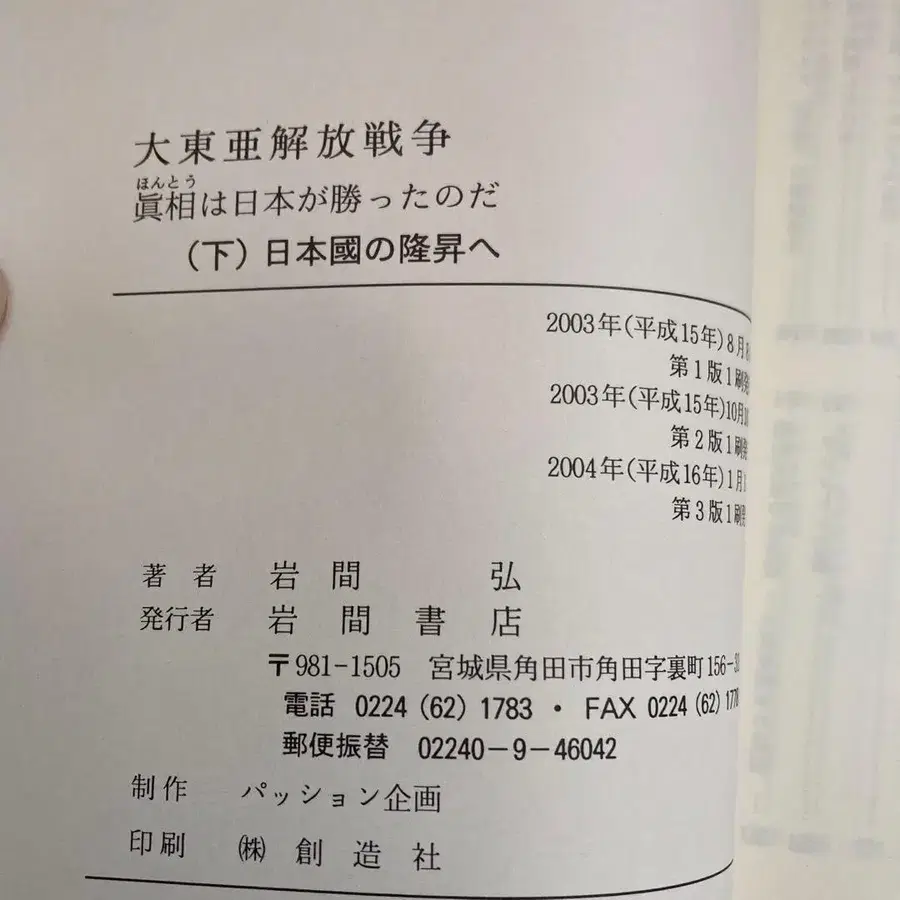 大東亜解放戦争
ほんとう
眞相は日本が勝ったのだ
（下）日本國の隆昇へ
2003年（平成15年）8月
第1版1刷
2003年（平成15年）10月
第2版1刷
2004年（平成16年）1月
第3版1刷
著者 岩間 弘
発行者 岩間書店
〒981-1505 宮城県角田市角田字裏町156-
電話 0224（62）1783・FAX 0224（62）
郵便振替 02240-9-46042
制作 パッション企画
印刷 ㈱創造社